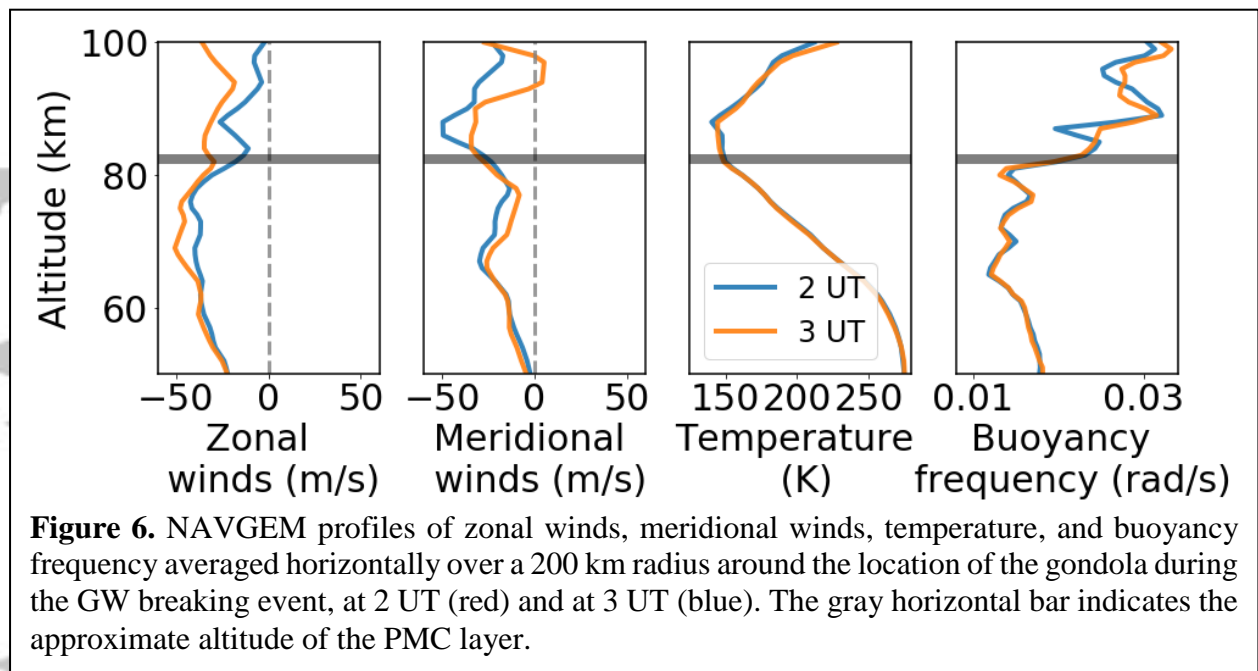 100
80
60
Altitude (km)
2 UT
3 UT
−50 0 50
−50 0 50
150 200 250
0.01 0.03
Zonal
winds (m/s)
Meridional
winds (m/s)
Temperature
(K)
Buoyancy
frequency (rad/s)
Figure 6. NAVGEM profiles of zonal winds, meridional winds, temperature, and buoyancy
frequency averaged horizontally over a 200 km radius around the location of the gondola during
the GW breaking event, at 2 UT (red) and at 3 UT (blue). The gray horizontal bar indicates the
approximate altitude of the PMC layer.